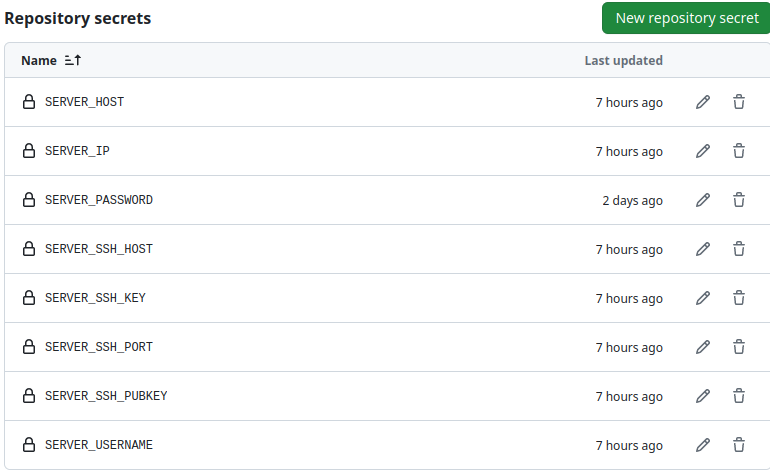 Repository secrets
New repository secret
Name Last updated
SERVER_HOST 7 hours ago
SERVER_IP 7 hours ago
SERVER_PASSWORD 2 days ago
SERVER_SSH_HOST 7 hours ago
SERVER_SSH_KEY 7 hours ago
SERVER_SSH_PORT 7 hours ago
SERVER_SSH_PUBKEY 7 hours ago
SERVER_USERNAME 7 hours ago